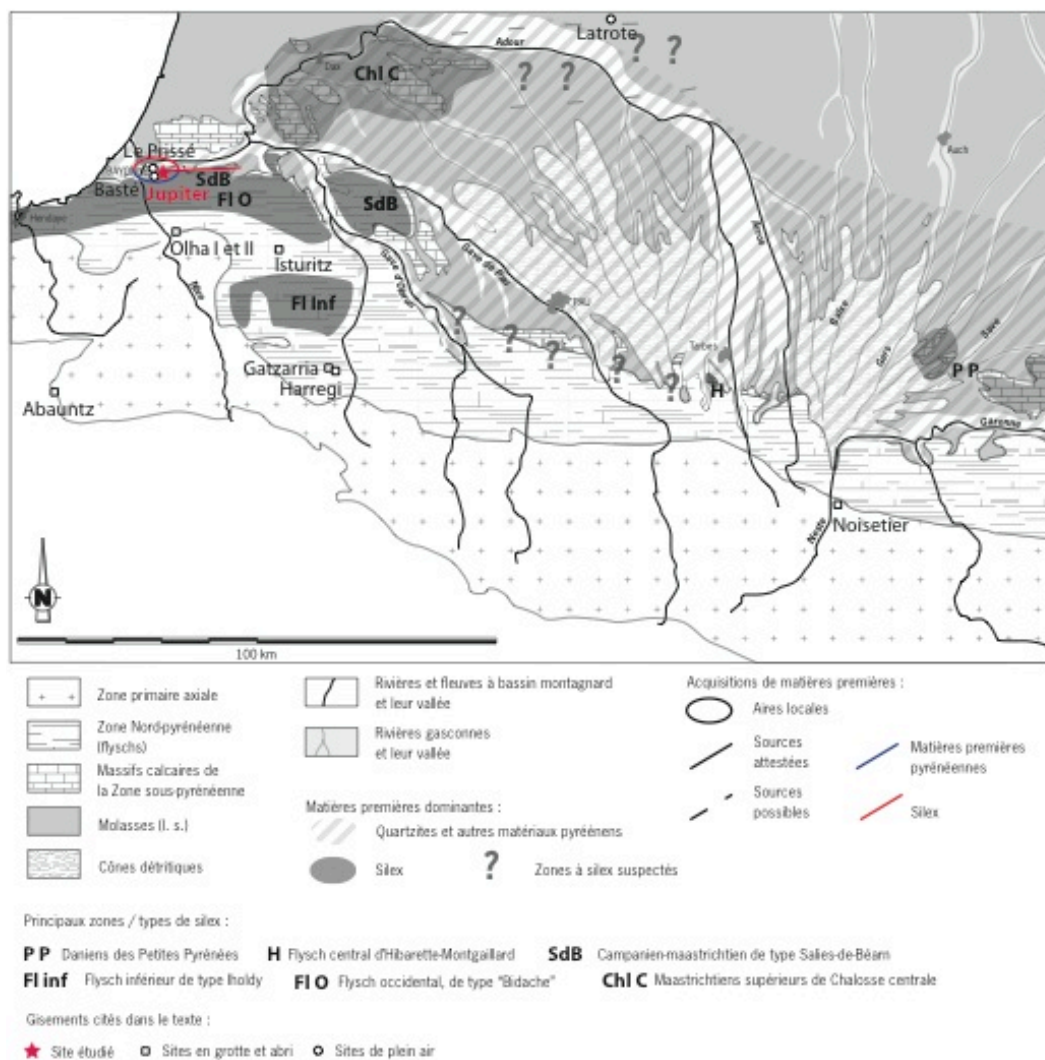 Latrote
?
?
Adour
?
?
Dax
Chl C
Le Prissé
Auch
Basté
Jupiter
SdB
Fl O
SdB
Hendaye
Olha I et II
Isturitz
Nive
Gave d'Oloron
Gave de Pau
Adour
PAU
Baïse
Gers
Save
Fl Inf
?
?
?
?
Tarbes
H
P P
Gatzarria
Harregi
Abauntz
Garonne
Neste
Noisetier
N
100 km
Zone primaire axiale
Zone Nord-pyrénéenne
(flyschs)
Massifs calcaires de
la Zone sous-pyrénéenne
Molasses (l. s.)
Cônes détritiques
Rivières et fleuves à bassin montagnard
et leur vallée
Rivières gasconnes
et leur vallée
Matières premières dominantes :
Quartzites et autres matériaux pyréénens
Silex
? Zones à silex suspectés
Acquisitions de matières premières :
Aires locales
Sources
attestées
Matières premières
pyrénéennes
Sources
possibles
Silex
Principaux zones / types de silex :
P P Daniens des Petites Pyrénées H Flysch central d'Hibarette-Montgaillard SdB Campanien-maastrichtien de type Salies-de-Béarn
Fl inf Flysch inférieur de type Iholdy Fl O Flysch occidental, de type "Bidache" Chl C Maastrichtiens supérieurs de Chalosse centrale
Gisements cités dans le texte :
Site étudié Sites en grotte et abri Sites de plein air